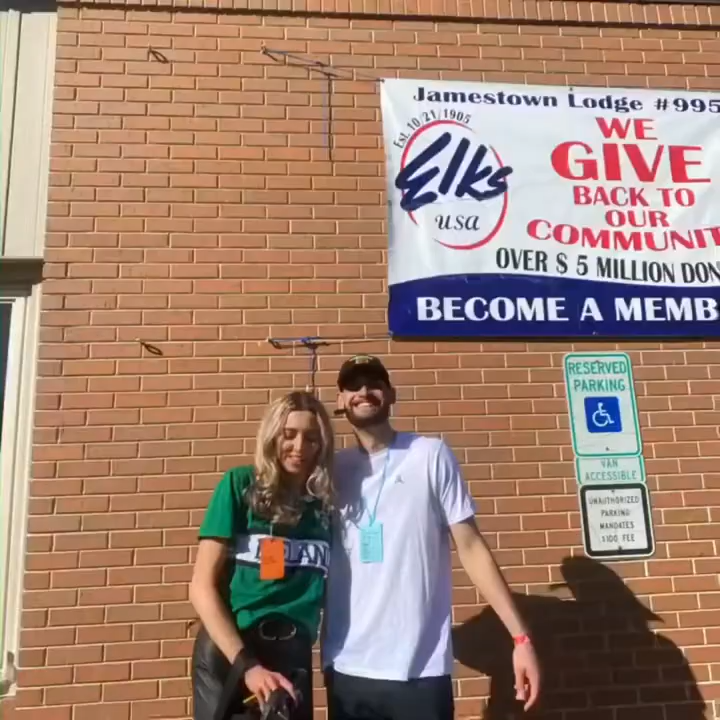 Jamestown Lodge #995
Est. 10/21/1905
Elks
USA
WE
GIVE
BACK TO
OUR
COMMUNIT
OVER $ 5 MILLION DON
BECOME A MEMB
RESERVED
PARKING
VAN
ACCESSIBLE
UNAUTHORIZED
PARKING
MANDATES
$100 FEE